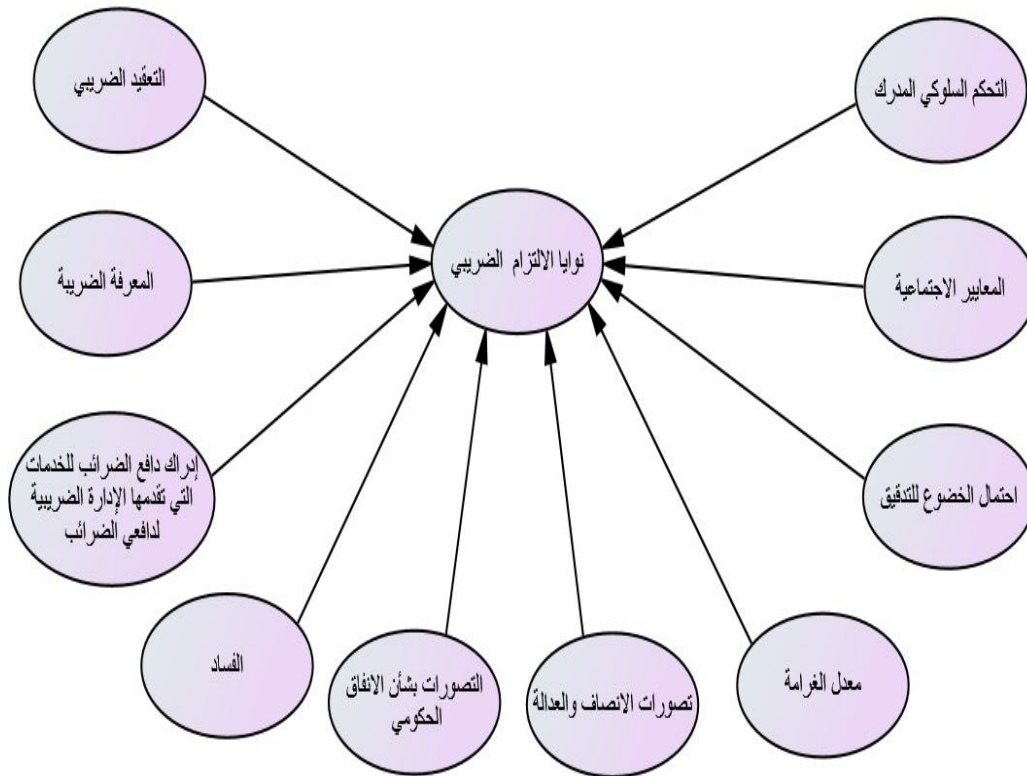 التعقيد الضريبي
التحكم السلوكي المدرك
نوايا الالتزام الضريبي
المعرفة الضريبة
المعايير الاجتماعية
إدراك دافع الضرائب للخدمات
التي تقدمها الإدارة الضريبية
لدافعي الضرائب
احتمال الخضوع للتدقيق
الفساد
التصورات بشأن الانفاق
الحكومي
تصورات الانصاف والعدالة
معدل الغرامة